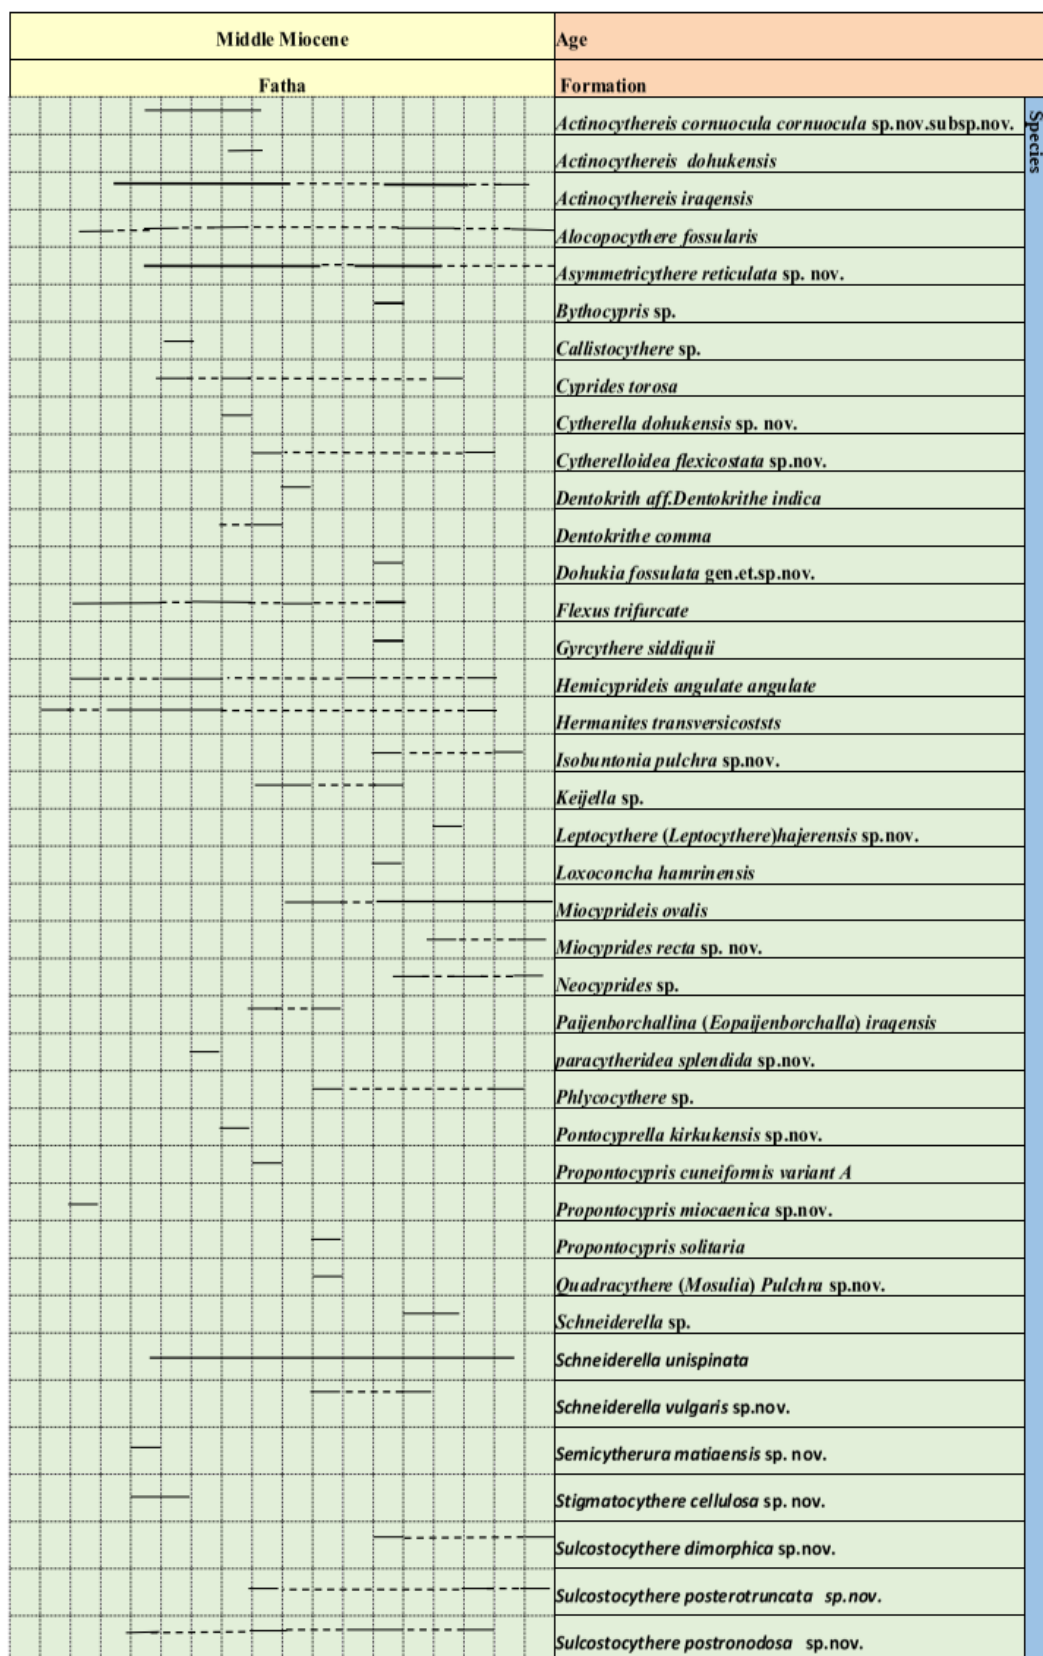 Middle Miocene Age
Fatha Formation
Species
Actinocythereis cornuocula cornuocula sp.nov.subsp.nov.
Actinocythereis dohukensis
Actinocythereis iraqensis
Alocopocythere fossularis
Asymmetricythere reticulata sp. nov.
Bythocypris sp.
Callistocythere sp.
Cyprides torosa
Cytherella dohukensis sp. nov.
Cytherelloidea flexicostata sp.nov.
Dentokrith aff.Dentokrithe indica
Dentokrithe comma
Dohukia fossulata gen.et.sp.nov.
Flexus trifurcate
Gyrcythere siddiquii
Hemicyprideis angulate angulate
Hermanites transversicoststs
Isobuntonia pulchra sp.nov.
Keijella sp.
Leptocythere (Leptocythere)hajerensis sp.nov.
Loxoconcha hamrinensis
Miocyprideis ovalis
Miocyprides recta sp. nov.
Neocyprides sp.
Paijenborchallina (Eopaijenborchalla) iraqensis
paracytheridea splendida sp.nov.
Phlycocythere sp.
Pontocyprella kirkukensis sp.nov.
Propontocypris cuneiformis variant A
Propontocypris miocaenica sp.nov.
Propontocypris solitaria
Quadracythere (Mosulia) Pulchra sp.nov.
Schneiderella sp.
Schneiderella unispinata
Schneiderella vulgaris sp.nov.
Semicytherura matiaensis sp. nov.
Stigmatocythere cellulosa sp. nov.
Sulcostocythere dimorphica sp.nov.
Sulcostocythere posterotruncata sp.nov.
Sulcostocythere postronodosa sp.nov.